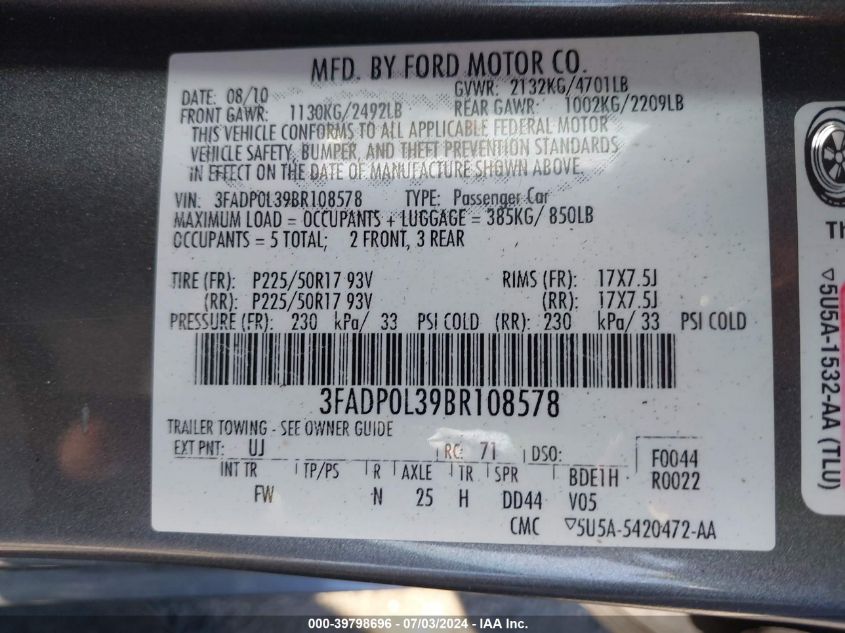 MFD. BY FORD MOTOR CO.
DATE: 08/10 GVWR: 2132KG/4701LB
FRONT GAWR: 1130KG/2492LB REAR GAWR: 1002KG/2209LB
THIS VEHICLE CONFORMS TO ALL APPLICABLE FEDERAL MOTOR
VEHICLE SAFETY, BUMPER, AND THEFT PREVENTION STANDARDS
IN EFFECT ON THE DATE OF MANUFACTURE SHOWN ABOVE.
VIN: 3FADP0L39BR108578 TYPE: Passenger Car
MAXIMUM LOAD = OCCUPANTS + LUGGAGE = 385KG/ 850LB
OCCUPANTS = 5 TOTAL; 2 FRONT, 3 REAR
TIRE (FR): P225/50R17 93V RIMS (FR): 17X7.5J
(RR): P225/50R17 93V (RR): 17X7.5J
PRESSURE (FR): 230 kPa/ 33 PSI COLD (RR): 230 kPa/ 33 PSI COLD
3FADP0L39BR108578
TRAILER TOWING - SEE OWNER GUIDE
EXT PNT: UJ RC: 71 DSO: F0044
INT TR TP/PS R AXLE TR SPR BDE1H R0022
FW N 25 H DD44 V05
CMC ▽5U5A-5420472-AA
Th
▽5U5A-1532-AA (TLU)
000-39798696 - 07/03/2024 - IAA Inc.